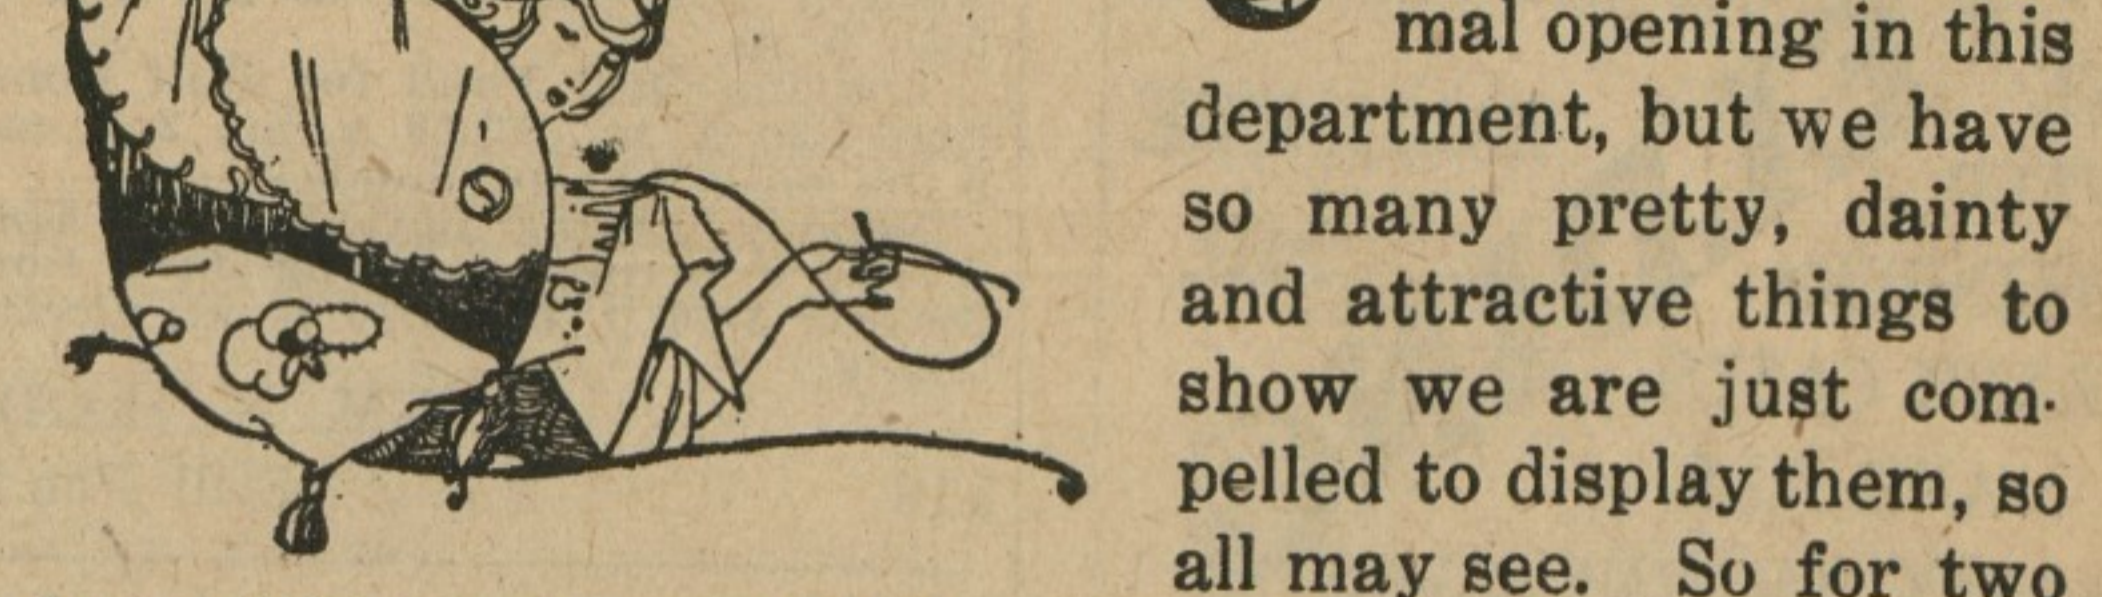 mal opening in this
department, but we have
so many pretty, dainty
and attractive things to
show we are just com-
pelled to display them, so
all may see. So for two